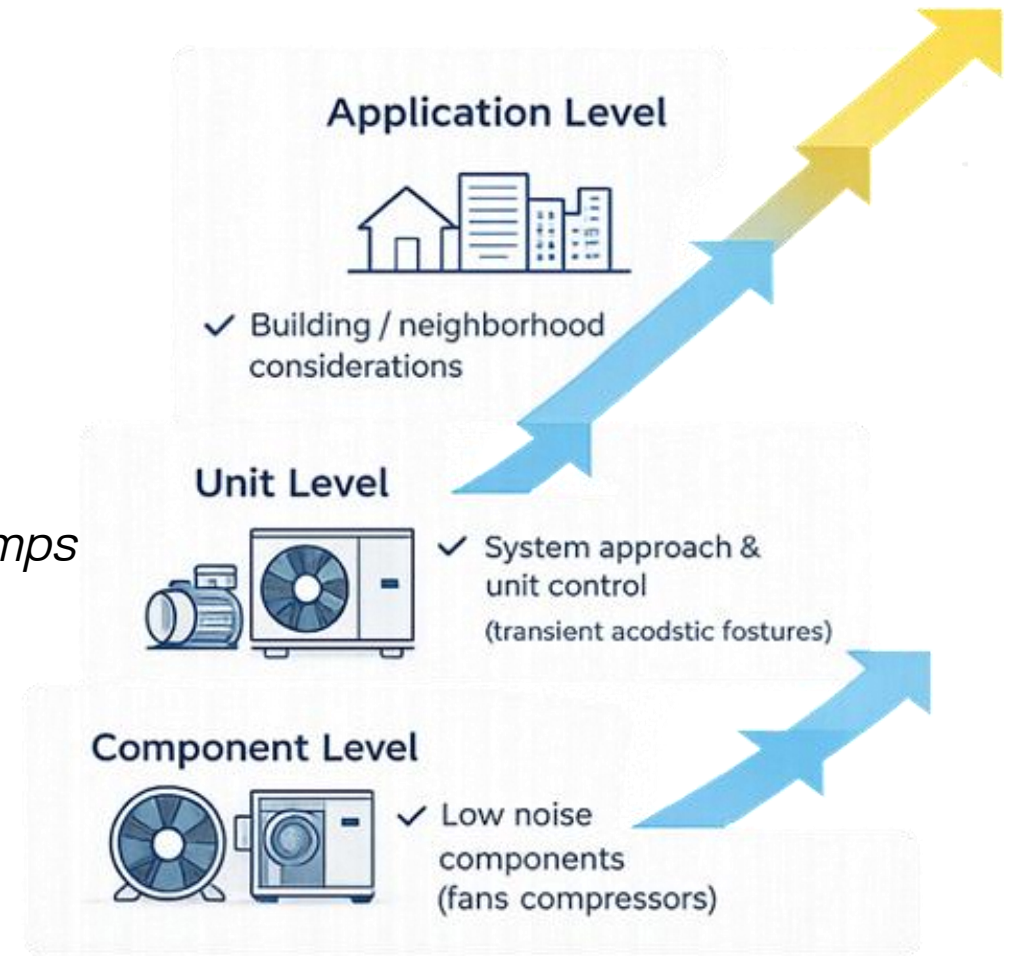 Application Level
✓ Building / neighborhood
considerations
Unit Level
mps
✓ System approach &
unit control
(transient acodstic fostures)
Component Level
✓ Low noise
components
(fans compressors)